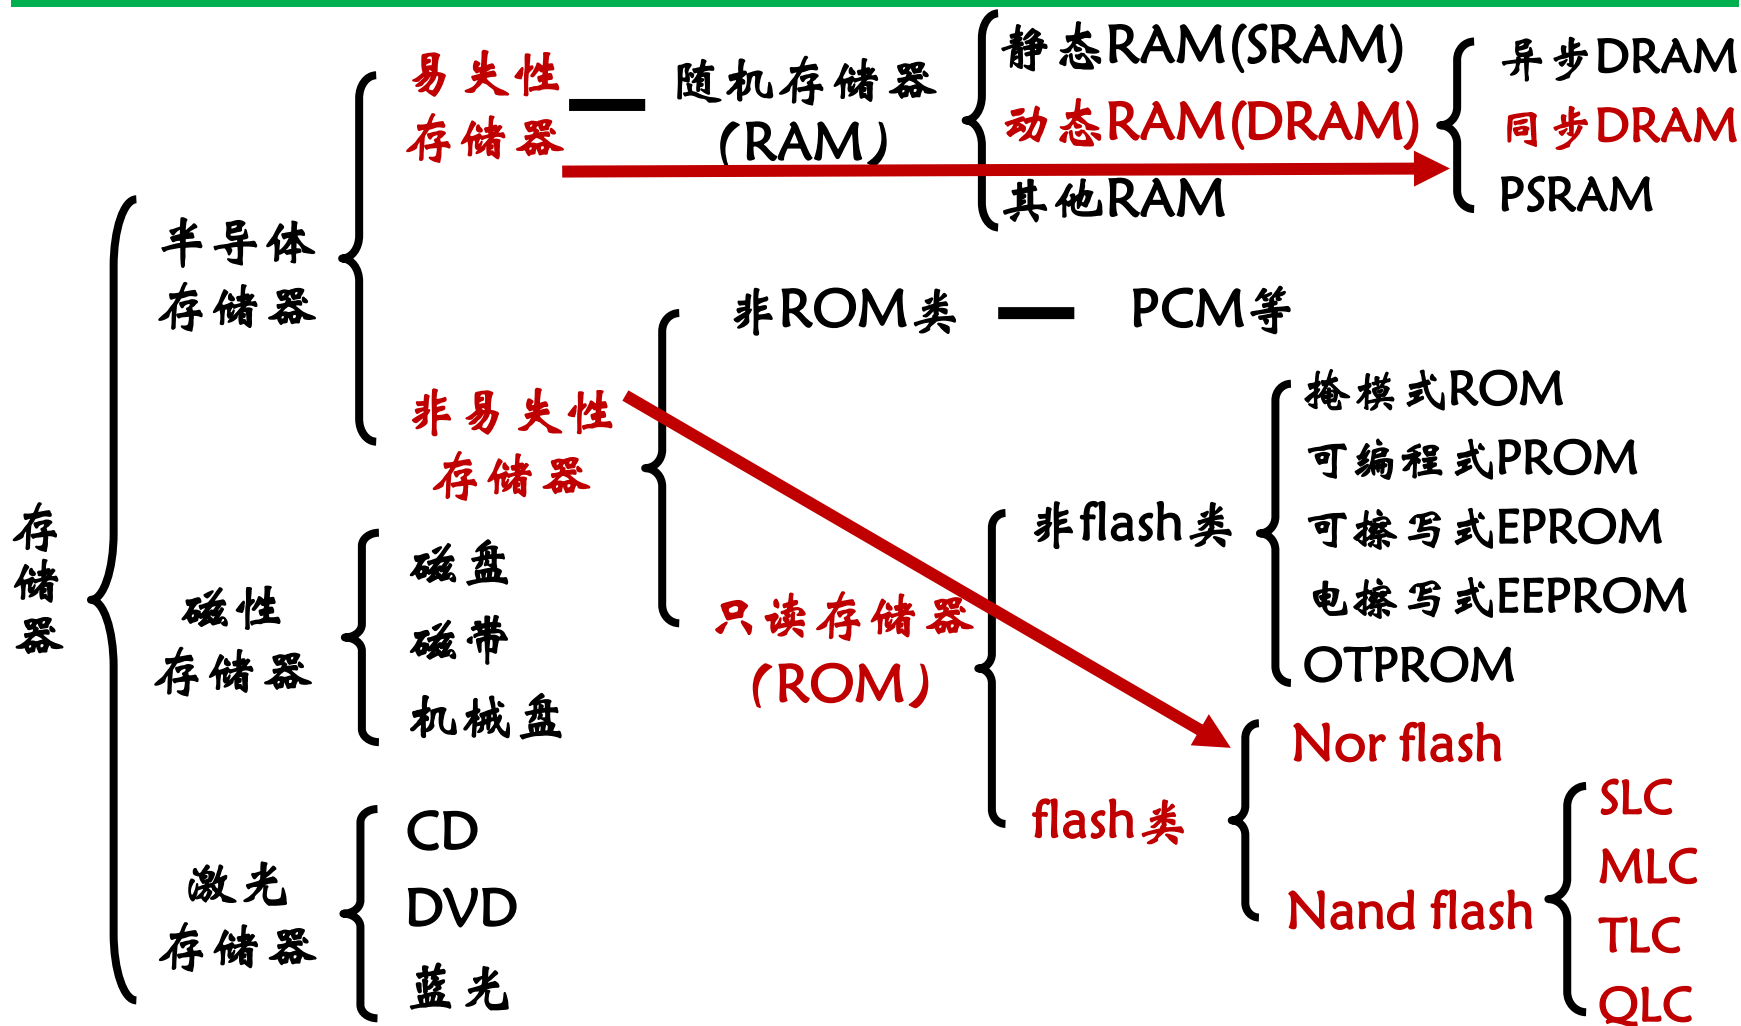 存
储
器
半导体
存储器
易失性
存储器
随机存储器
(RAM)
静态RAM(SRAM)
动态RAM(DRAM)
其他RAM
异步DRAM
同步DRAM
PSRAM
非易失性
存储器
非ROM类
PCM等
只读存储器
(ROM)
非flash类
掩模式ROM
可编程式PROM
可擦写式EPROM
电擦写式EEPROM
OTPROM
flash类
Nor flash
Nand flash
SLC
MLC
TLC
QLC
磁性
存储器
磁盘
磁带
机械盘
激光
存储器
CD
DVD
蓝光